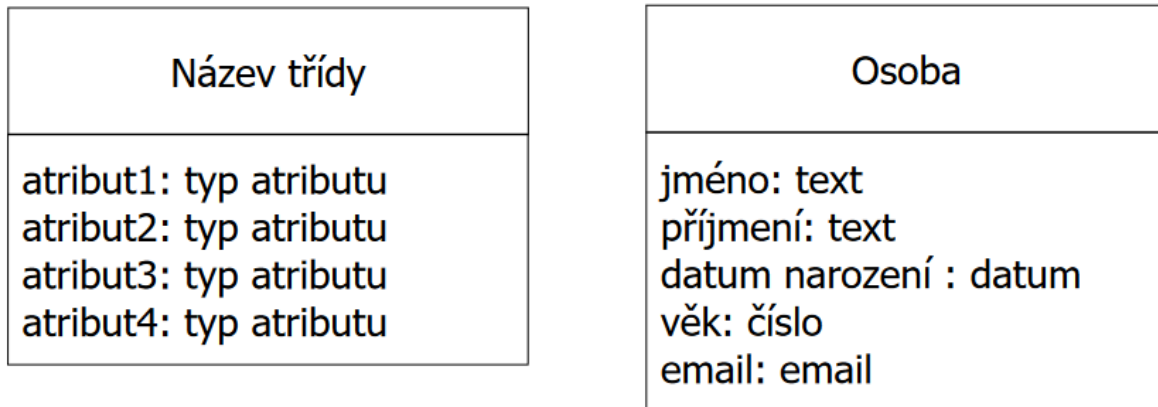 Název třídy
atribut1: typ atributu
atribut2: typ atributu
atribut3: typ atributu
atribut4: typ atributu
Osoba
jméno: text
příjmení: text
datum narození : datum
věk: číslo
email: email